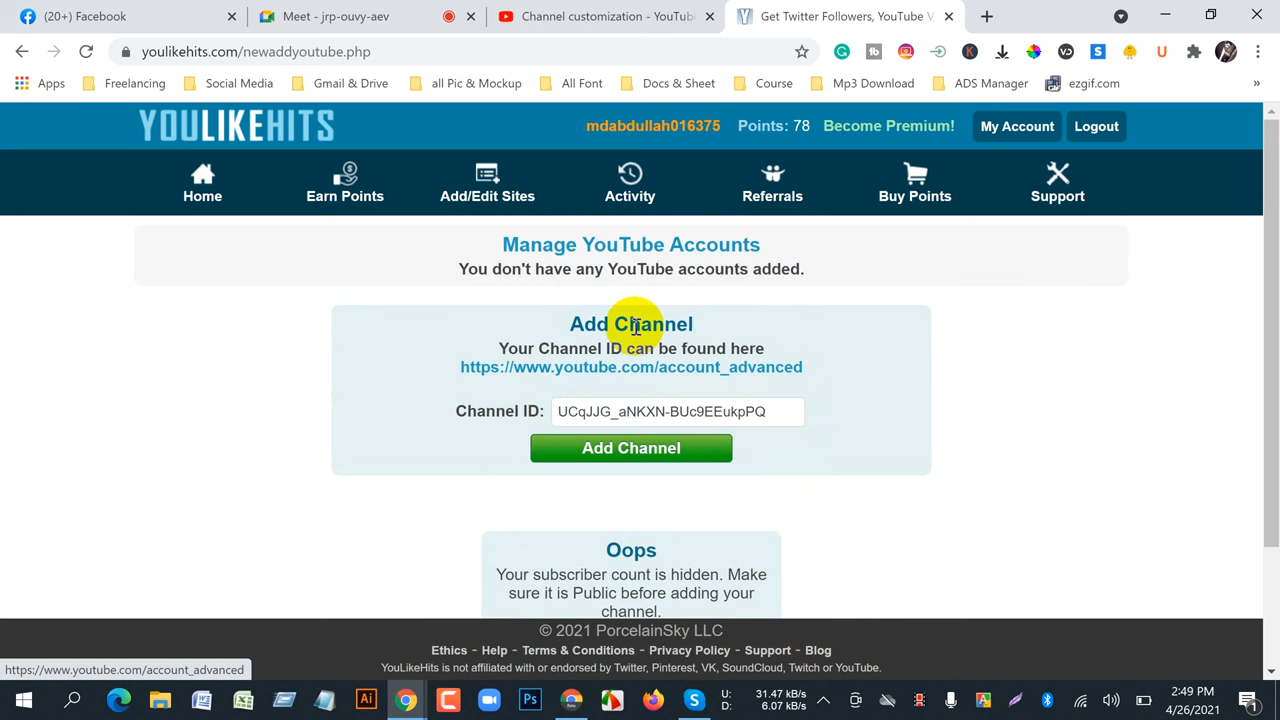 (20+) Facebook
Meet - jrp-ouvy-aev
Channel customization - YouTube
Get Twitter Followers, YouTube V
youlikehits.com/newaddyoutube.php
Apps Freelancing Social Media Gmail & Drive all Pic & Mockup All Font Docs & Sheet Course Mp3 Download ADS Manager ezgif.com »
YOULIKEHITS
mdabdullah016375 Points: 78 Become Premium! My Account Logout
Home Earn Points Add/Edit Sites Activity Referrals Buy Points Support
Manage YouTube Accounts
You don't have any YouTube accounts added.
Add Channel
Your Channel ID can be found here
https://www.youtube.com/account_advanced
Channel ID: UCqJJG_aNKXN-BUc9EEukpPQ
Add Channel
Oops
Your subscriber count is hidden. Make
sure it is Public before adding your
channel.
© 2021 PorcelainSky LLC
Ethics - Help - Terms & Conditions - Privacy Policy - Support - Blog
YouLikeHits is not affiliated with or endorsed by Twitter, Pinterest, VK, SoundCloud, Twitch or YouTube.
https://www.youtube.com/account_advanced
U: 31.47 kB/s
D: 6.07 kB/s
2:49 PM
4/26/2021